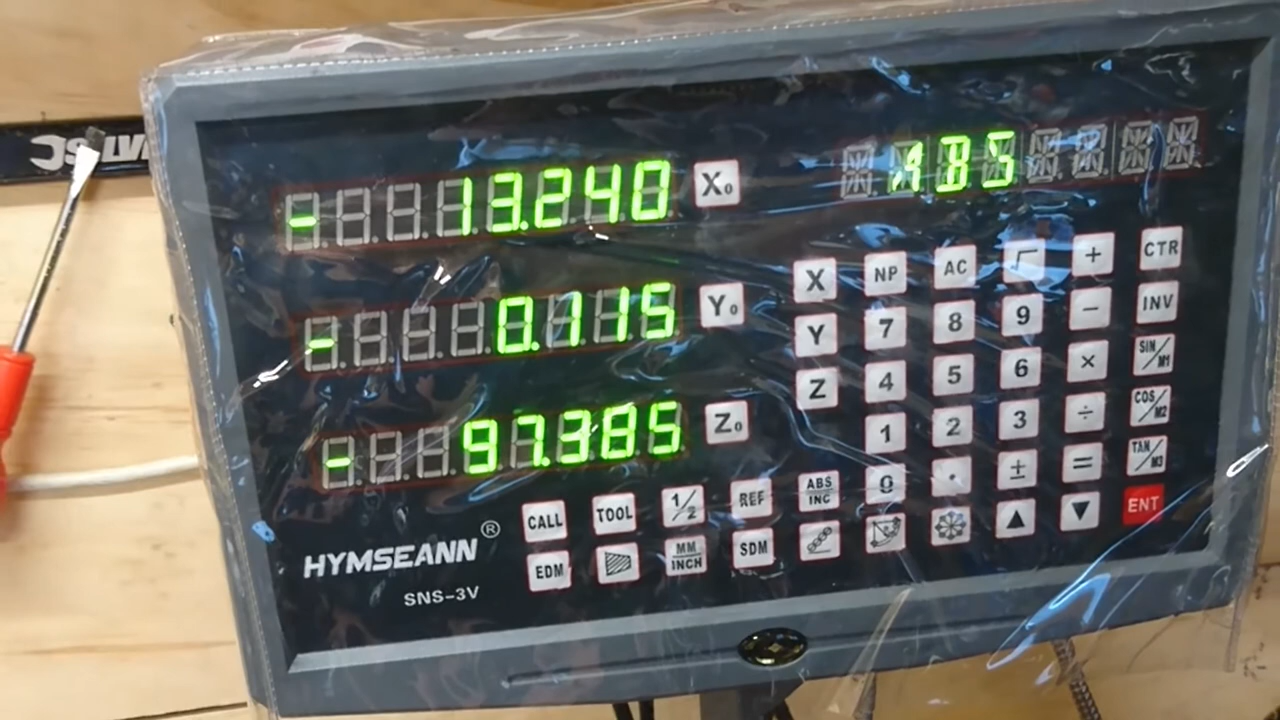 - 13.240 X₀ ABS
- 0.115 Y₀
- 97.385 Z₀
X NP AC √ + CTR
Y 7 8 9 - INV
Z 4 5 6 × SIN/M1
1 2 3 ÷ COS/M2
0 . ± = TAN/M3
CALL TOOL 1/2 REF ABS/INC ▲ ▼ ENT
EDM MM/INCH SDM
HYMSEANN®
SNS-3V